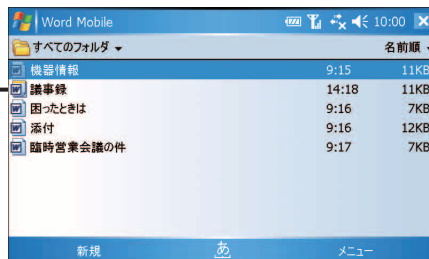 Word Mobile 10:00
すべてのフォルダ 名前順
機器情報 9:15 11KB
議事録 14:18 11KB
困ったときは 9:16 7KB
添付 9:16 12KB
臨時営業会議の件 9:17 7KB
新規 あ メニュー